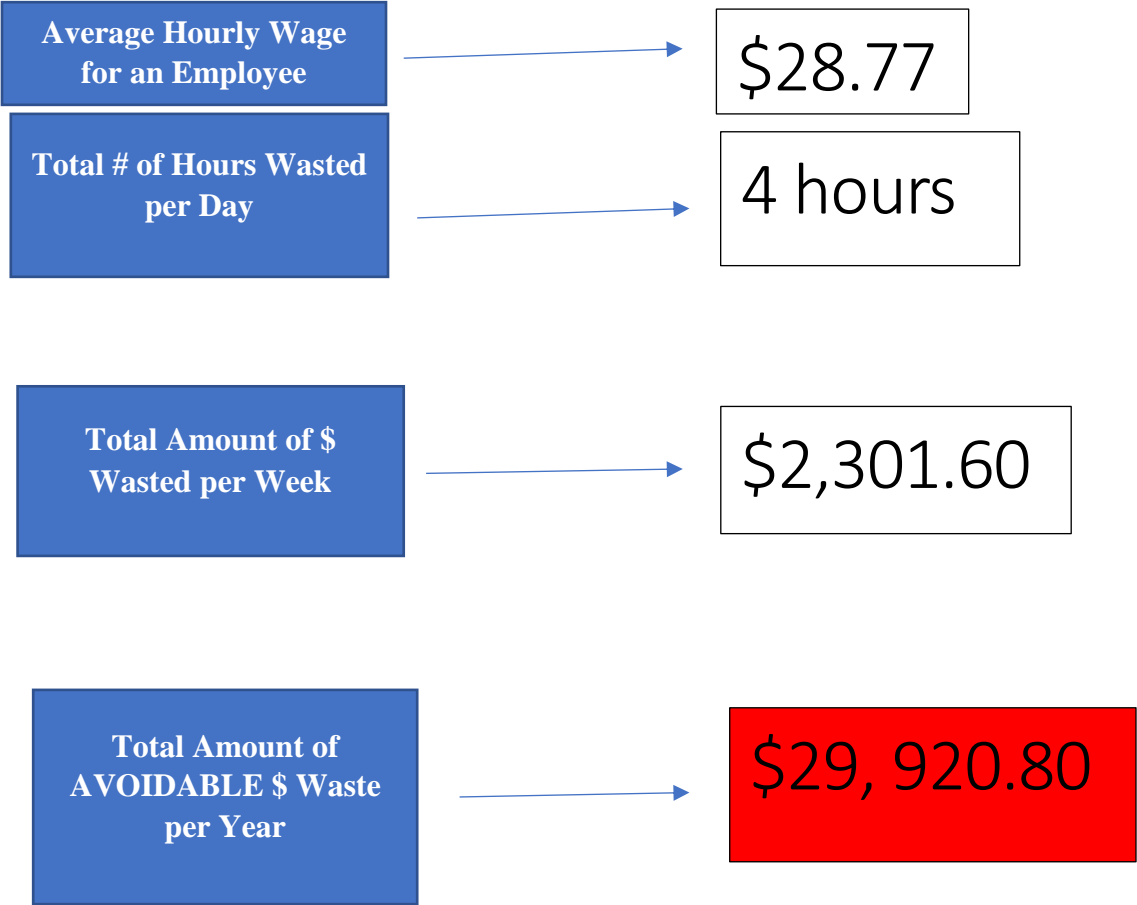 Average Hourly Wage
for an Employee
$28.77
Total # of Hours Wasted
per Day
4 hours
Total Amount of $
Wasted per Week
$2,301.60
Total Amount of
AVOIDABLE $ Waste
per Year
$29, 920.80